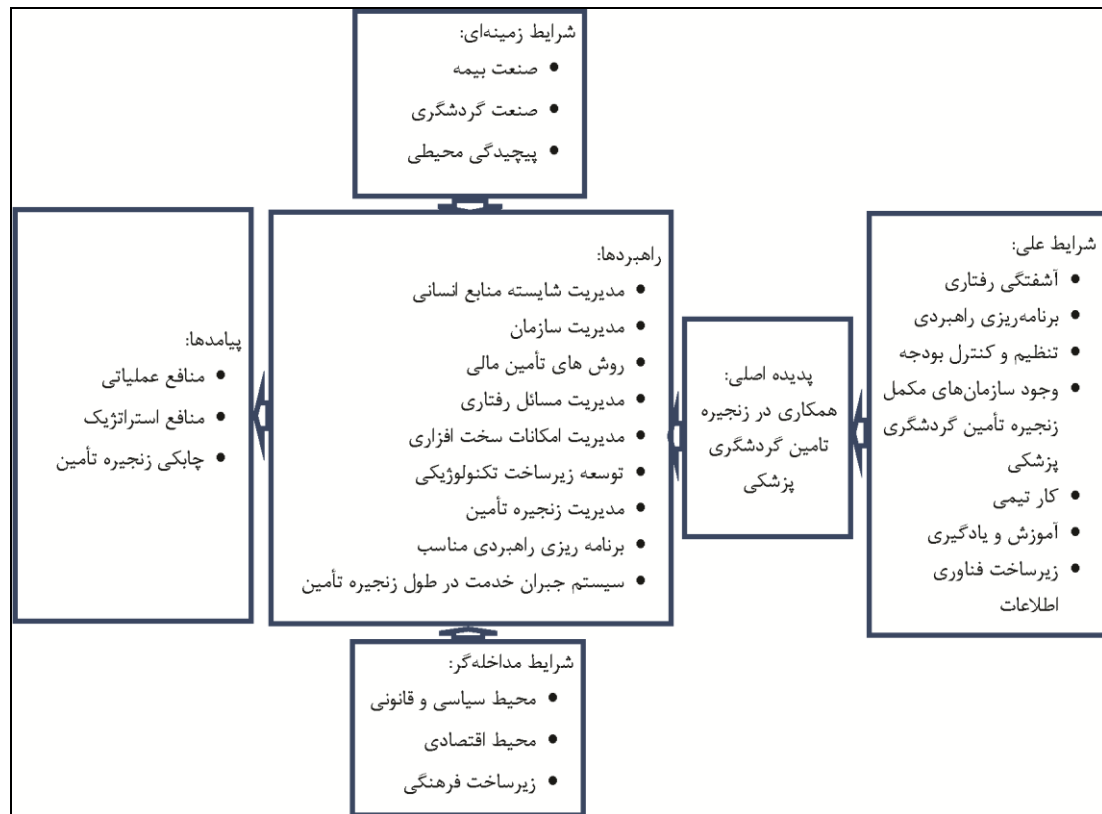 شرایط زمینه‌ای:
• صنعت بیمه
• صنعت گردشگری
• پیچیدگی محیطی
شرایط علی:
• آشفتگی رفتاری
• برنامه‌ریزی راهبردی
• تنظیم و کنترل بودجه
• وجود سازمان‌های مکمل
زنجیره تأمین گردشگری
پزشکی
• کار تیمی
• آموزش و یادگیری
• زیرساخت فناوری
اطلاعات
پدیده اصلی:
همکاری در زنجیره
تامین گردشگری
پزشکی
راهبردها:
• مدیریت شایسته منابع انسانی
• مدیریت سازمان
• روش های تأمین مالی
• مدیریت مسائل رفتاری
• مدیریت امکانات سخت افزاری
• توسعه زیرساخت تکنولوژیکی
• مدیریت زنجیره تأمین
• برنامه ریزی راهبردی مناسب
• سیستم جبران خدمت در طول زنجیره تأمین
پیامدها:
• منافع عملیاتی
• منافع استراتژیک
• چابکی زنجیره تأمین
شرایط مداخله‌گر:
• محیط سیاسی و قانونی
• محیط اقتصادی
• زیرساخت فرهنگی